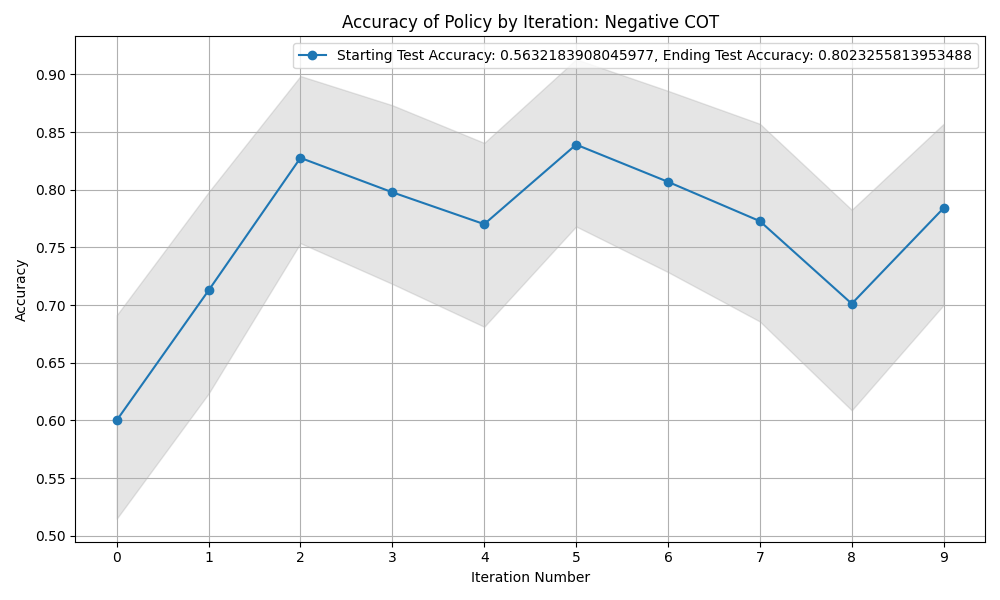 Accuracy of Policy by Iteration: Negative COT
Starting Test Accuracy: 0.5632183908045977, Ending Test Accuracy: 0.8023255813953488
0.90
0.85
0.80
0.75
0.70
0.65
0.60
0.55
0.50
Accuracy
0 1 2 3 4 5 6 7 8 9
Iteration Number